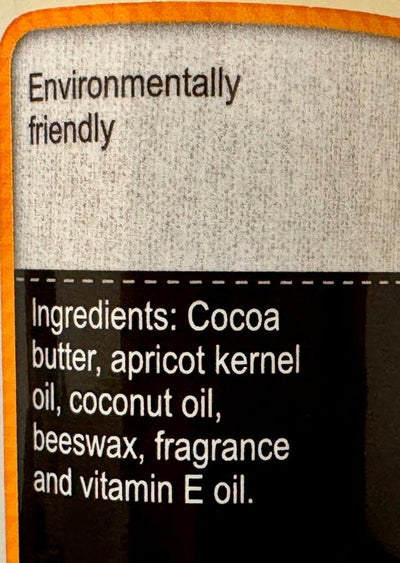 Environmentally
friendly
Ingredients: Cocoa
butter, apricot kernel
oil, coconut oil,
beeswax, fragrance
and vitamin E oil.